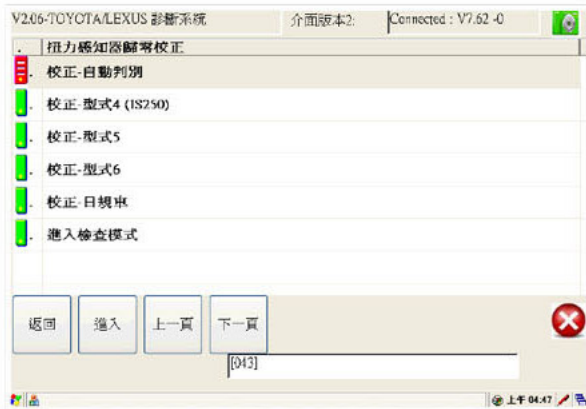 V2.06-TOYOTA/LEXUS 診斷系統 介面版本2: Connected : V7.62 -0
. 扭力感知器歸零校正
. 校正-自動判別
. 校正-型式4 (IS250)
. 校正-型式5
. 校正-型式6
. 校正-日規車
. 進入檢查模式
返回 進入 上一頁 下一頁
[043]
上午 04:47